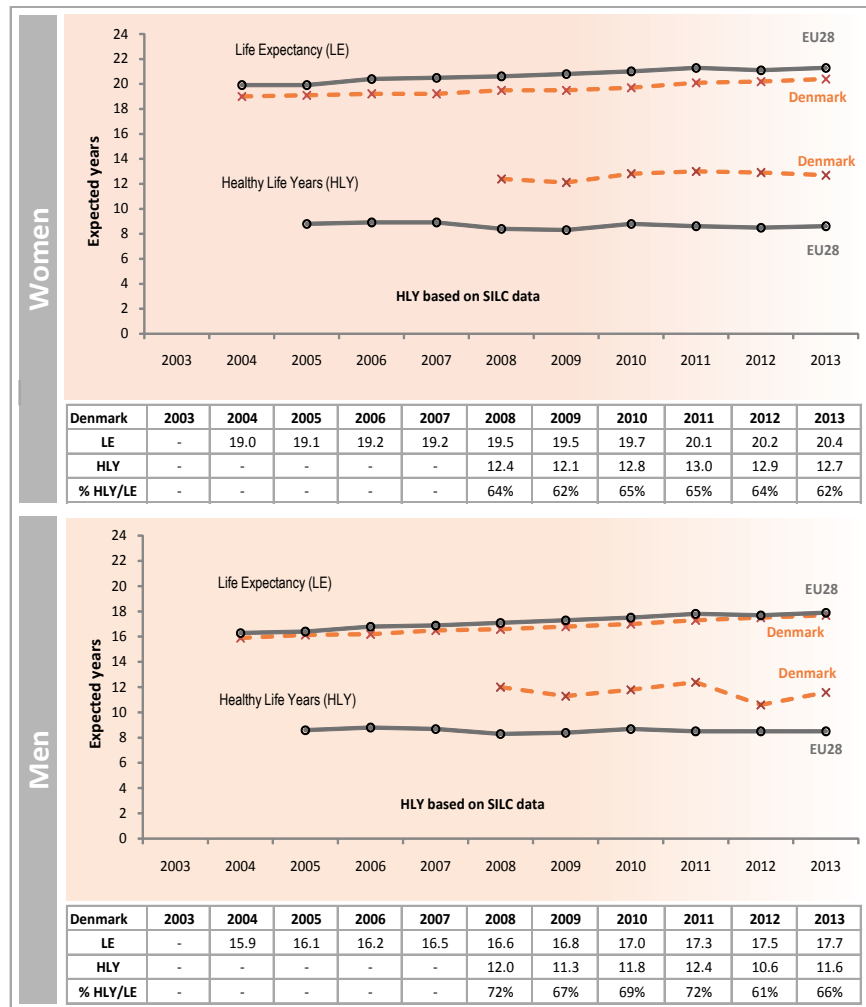 Women
24
22
20
18
16
14
12
10
8
6
4
2
0
Expected years
Life Expectancy (LE)
EU28
Denmark
Healthy Life Years (HLY)
Denmark
EU28
HLY based on SILC data
2003 2004 2005 2006 2007 2008 2009 2010 2011 2012 2013
Denmark 2003 2004 2005 2006 2007 2008 2009 2010 2011 2012 2013
LE - 19.0 19.1 19.2 19.2 19.5 19.5 19.7 20.1 20.2 20.4
HLY - - - - - 12.4 12.1 12.8 13.0 12.9 12.7
% HLY/LE - - - - - 64% 62% 65% 65% 64% 62%
Men
24
22
20
18
16
14
12
10
8
6
4
2
0
Expected years
Life Expectancy (LE)
EU28
Denmark
Healthy Life Years (HLY)
Denmark
EU28
HLY based on SILC data
2003 2004 2005 2006 2007 2008 2009 2010 2011 2012 2013
Denmark 2003 2004 2005 2006 2007 2008 2009 2010 2011 2012 2013
LE - 15.9 16.1 16.2 16.5 16.6 16.8 17.0 17.3 17.5 17.7
HLY - - - - - 12.0 11.3 11.8 12.4 10.6 11.6
% HLY/LE - - - - - 72% 67% 69% 72% 61% 66%